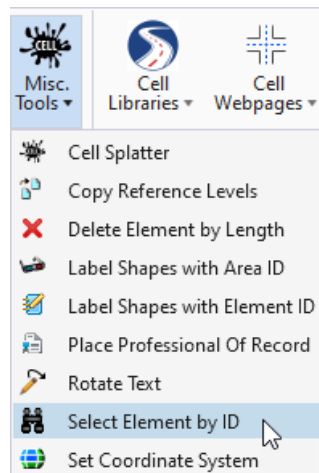 CELL
Misc. Cell Cell
Tools Libraries Webpages
Cell Splatter
Copy Reference Levels
Delete Element by Length
Label Shapes with Area ID
Label Shapes with Element ID
Place Professional Of Record
Rotate Text
Select Element by ID
Set Coordinate System